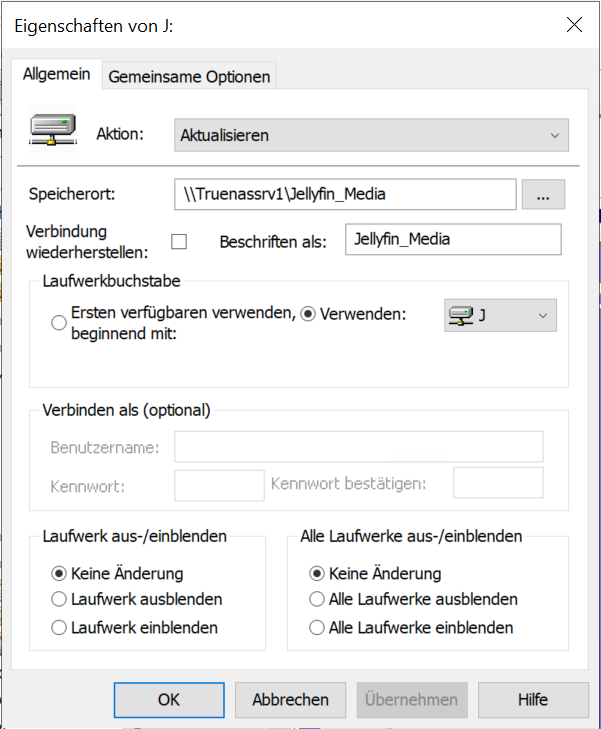 Eigenschaften von J:
Allgemein
Gemeinsame Optionen
Aktion:
Aktualisieren
Speicherort:
\\Truenassrv1\Jellyfin_Media
...
Verbindung
wiederherstellen:
Beschriften als:
Jellyfin_Media
Laufwerkbuchstabe
Ersten verfügbaren verwenden,
beginnend mit:
Verwenden:
J
Verbinden als (optional)
Benutzername:
Kennwort:
Kennwort bestätigen:
Laufwerk aus-/einblenden
Keine Änderung
Laufwerk ausblenden
Laufwerk einblenden
Alle Laufwerke aus-/einblenden
Keine Änderung
Alle Laufwerke ausblenden
Alle Laufwerke einblenden
OK
Abbrechen
Übernehmen
Hilfe